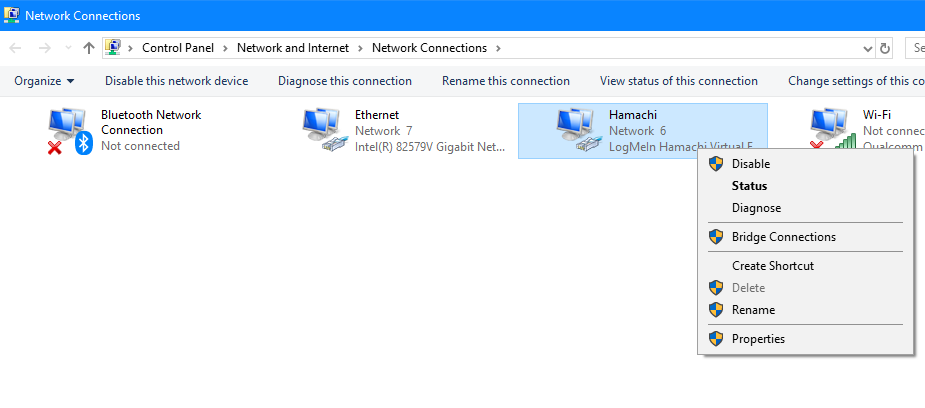 Network Connections
Control Panel > Network and Internet > Network Connections >
Organize Disable this network device Diagnose this connection Rename this connection View status of this connection Change settings of this co
Bluetooth Network
Connection
Not connected
Ethernet
Network 7
Intel(R) 82579V Gigabit Net...
Hamachi
Network 6
LogMeIn Hamachi Virtual E
Wi-Fi
Not connec
Qualcomm
Disable
Status
Diagnose
Bridge Connections
Create Shortcut
Delete
Rename
Properties